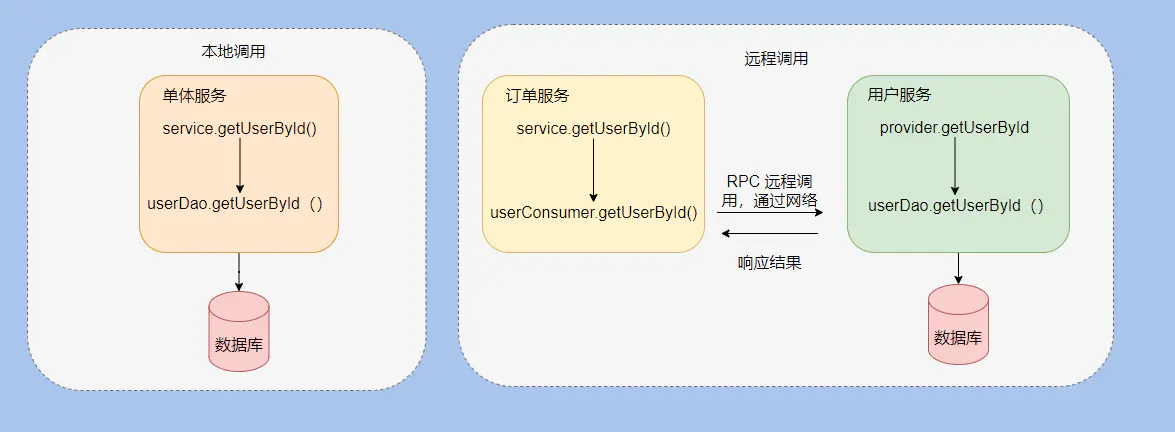 本地调用
单体服务
service.getUserById()
userDao.getUserById（）
数据库
远程调用
订单服务
service.getUserById()
userConsumer.getUserById()
RPC 远程调
用，通过网络
响应结果
用户服务
provider.getUserById
userDao.getUserById（）
数据库